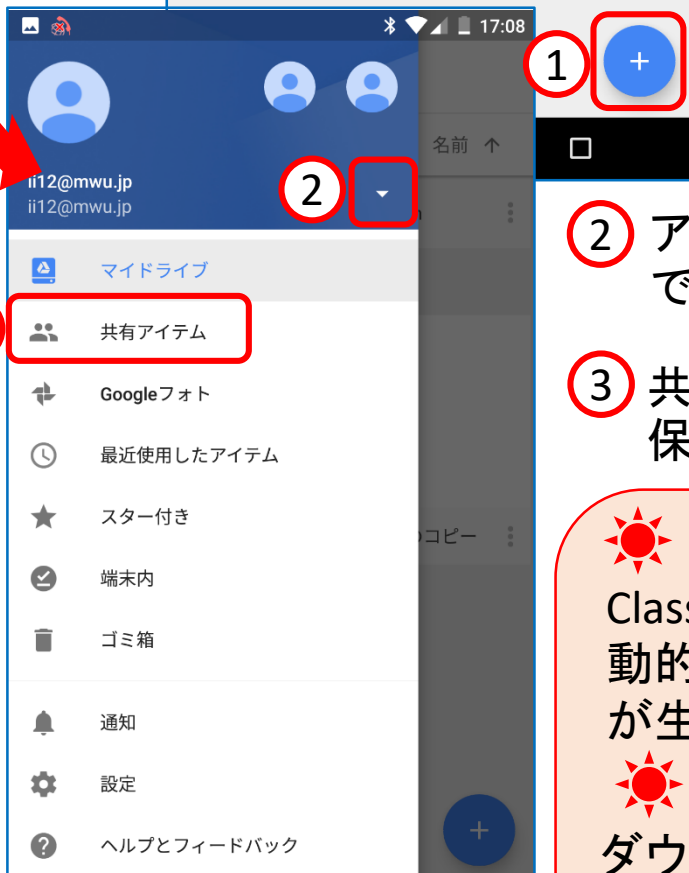 17:08
名前 ↑
ii12@mwu.jp
ii12@mwu.jp
2
マイドライブ
共有アイテム
Googleフォト
最近使用したアイテム
スター付き
端末内
のコピー
ゴミ箱
通知
設定
ヘルプとフィードバック
+
1
+
2 ア
で
3 共
保
Clas
動的
が生
ダウ